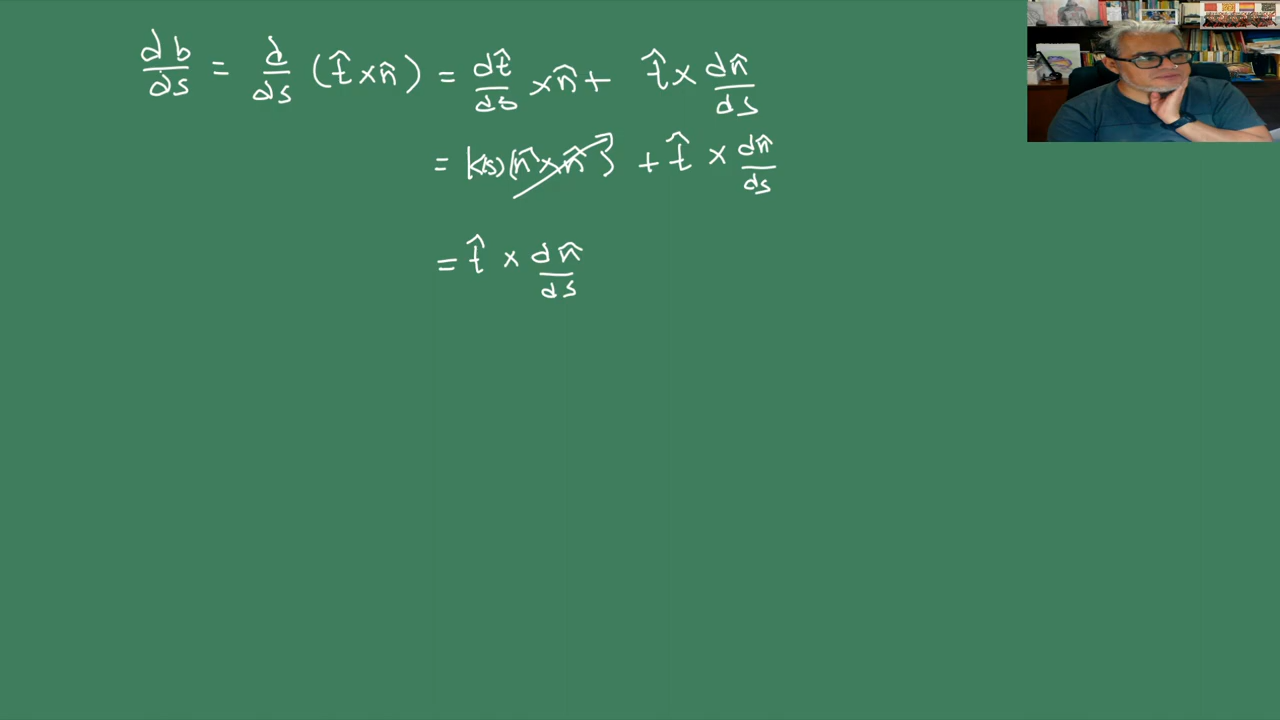 db/ds = d/ds (t̂ × n̂) = dt̂/ds × n̂ + t̂ × dn̂/ds
= k(s)(n̂ × n̂) + t̂ × dn̂/ds
= t̂ × dn̂/ds